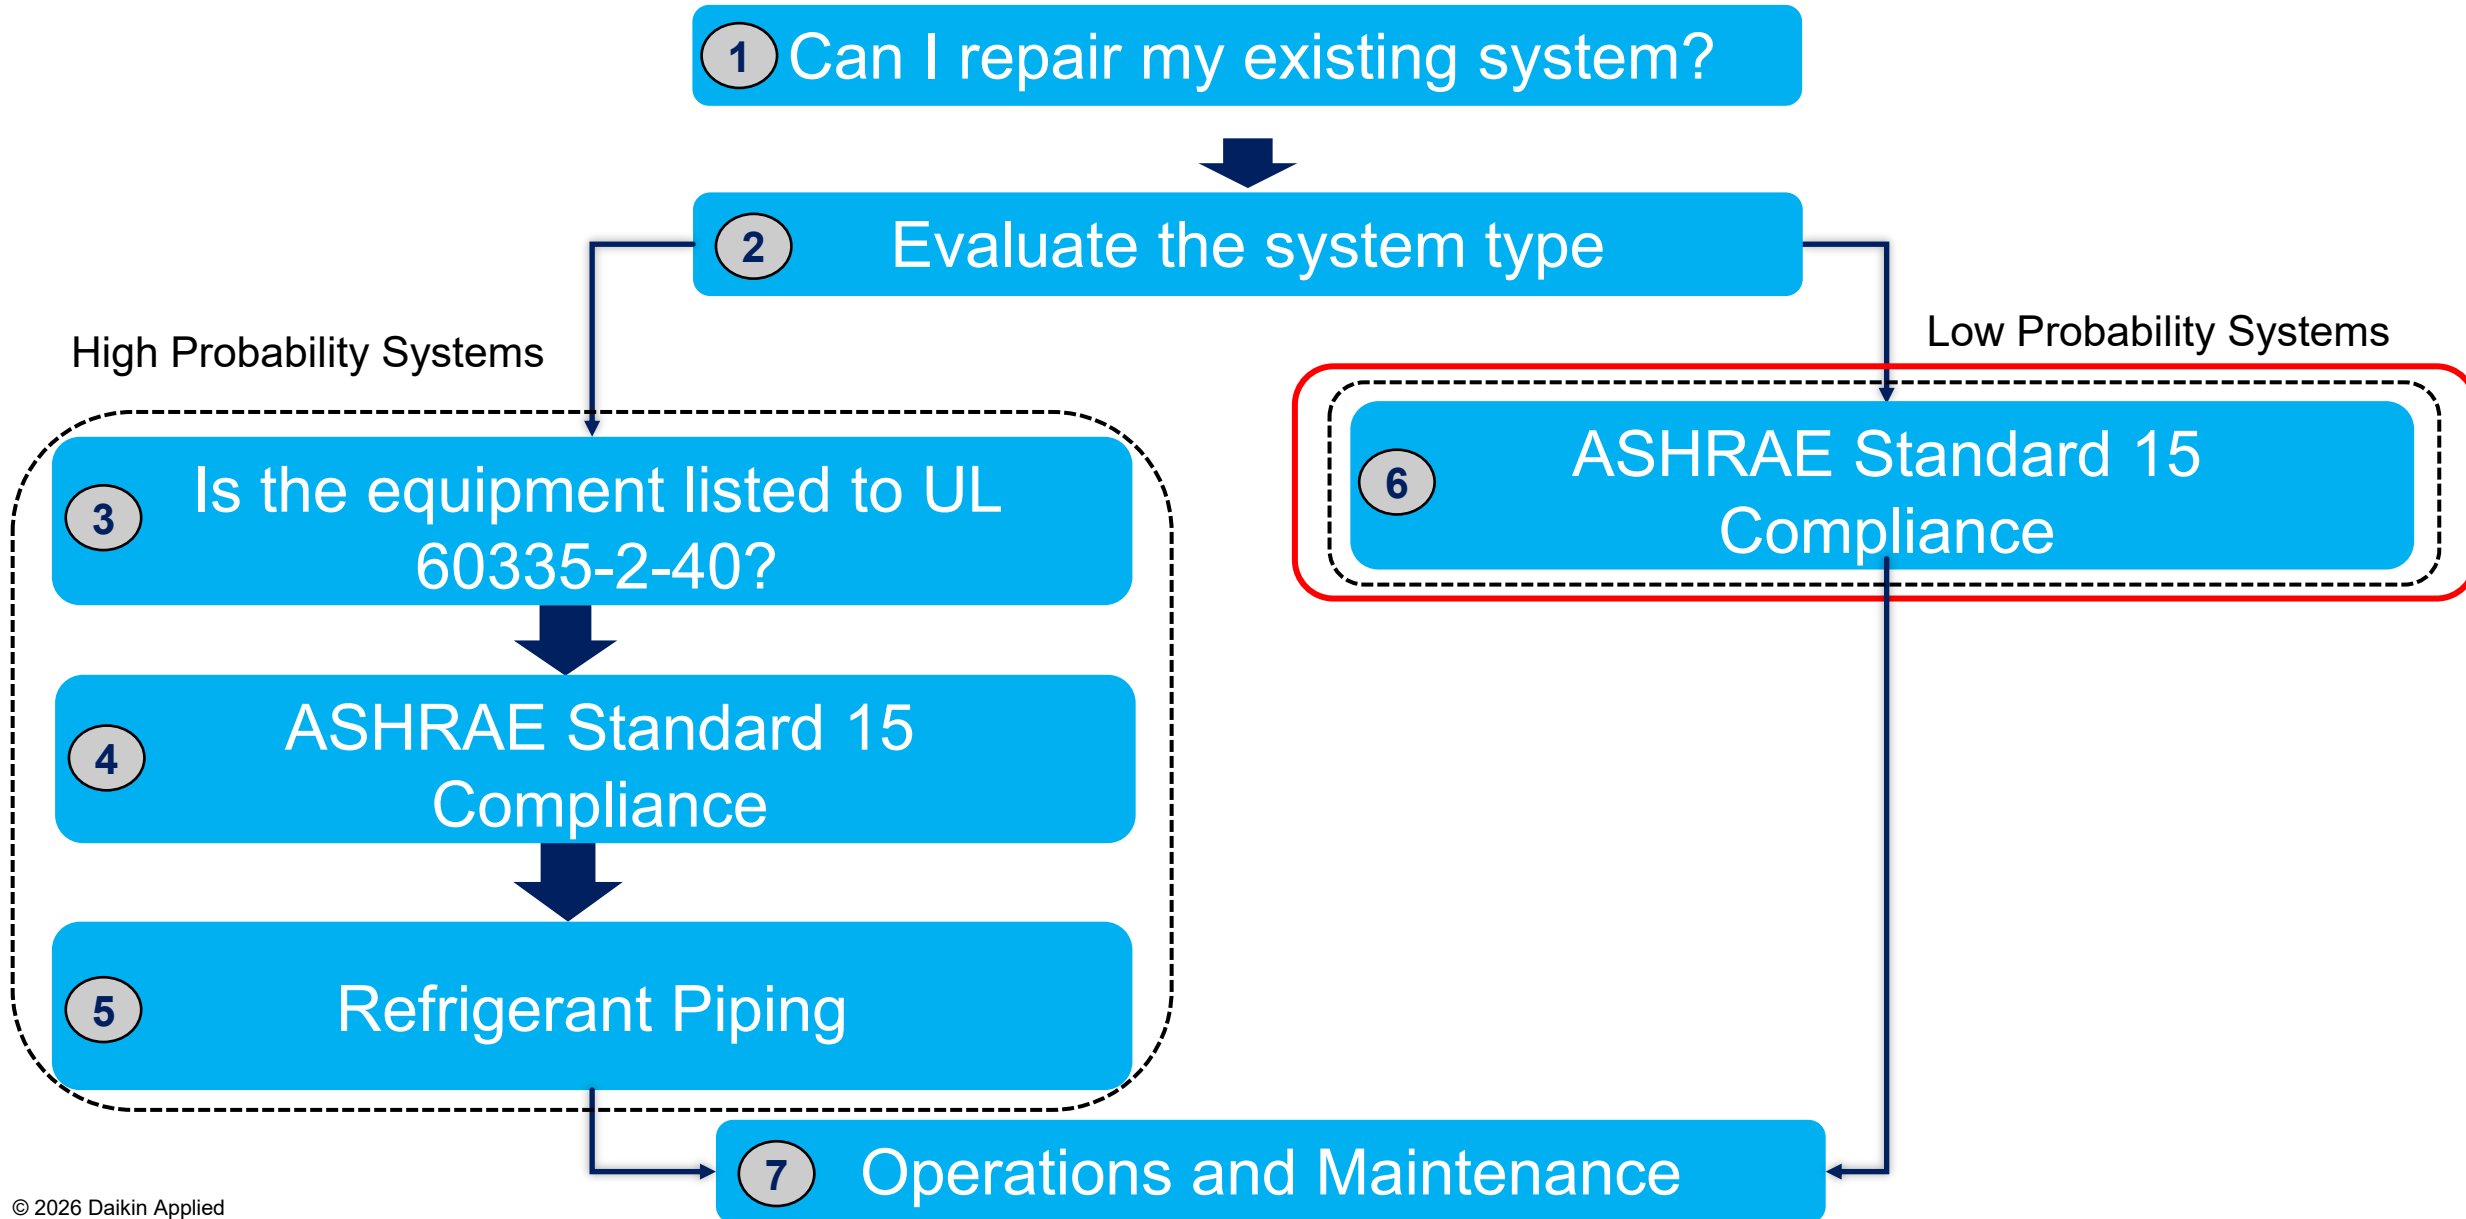 1 Can I repair my existing system?
2 Evaluate the system type
High Probability Systems
Low Probability Systems
3 Is the equipment listed to UL
60335-2-40?
4 ASHRAE Standard 15
Compliance
5 Refrigerant Piping
6 ASHRAE Standard 15
Compliance
7 Operations and Maintenance
© 2026 Daikin Applied